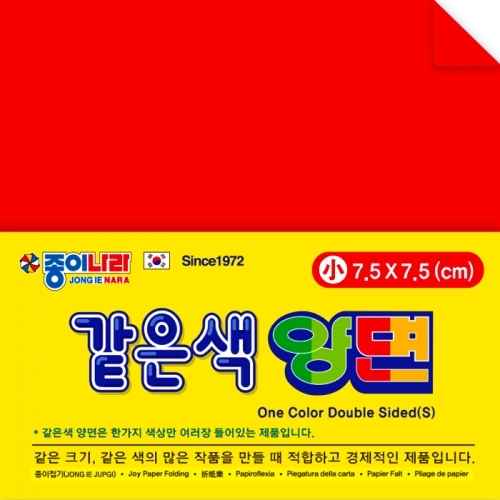 종이나라
JONG IE NARA
Since1972
小 7.5 X 7.5 (cm)
같은색 양면
One Color Double Sided(S)
* 같은색 양면은 한가지 색상만 여러장 들어있는 제품입니다.
같은 크기, 같은 색의 많은 작품을 만들 때 적합하고 경제적인 제품입니다.
종이접기(JONG IE JUPGI) • Joy Paper Folding • 折纸樂 • Papiroflexia • Piegatura della carta • Papier Falt • Pliage de papier